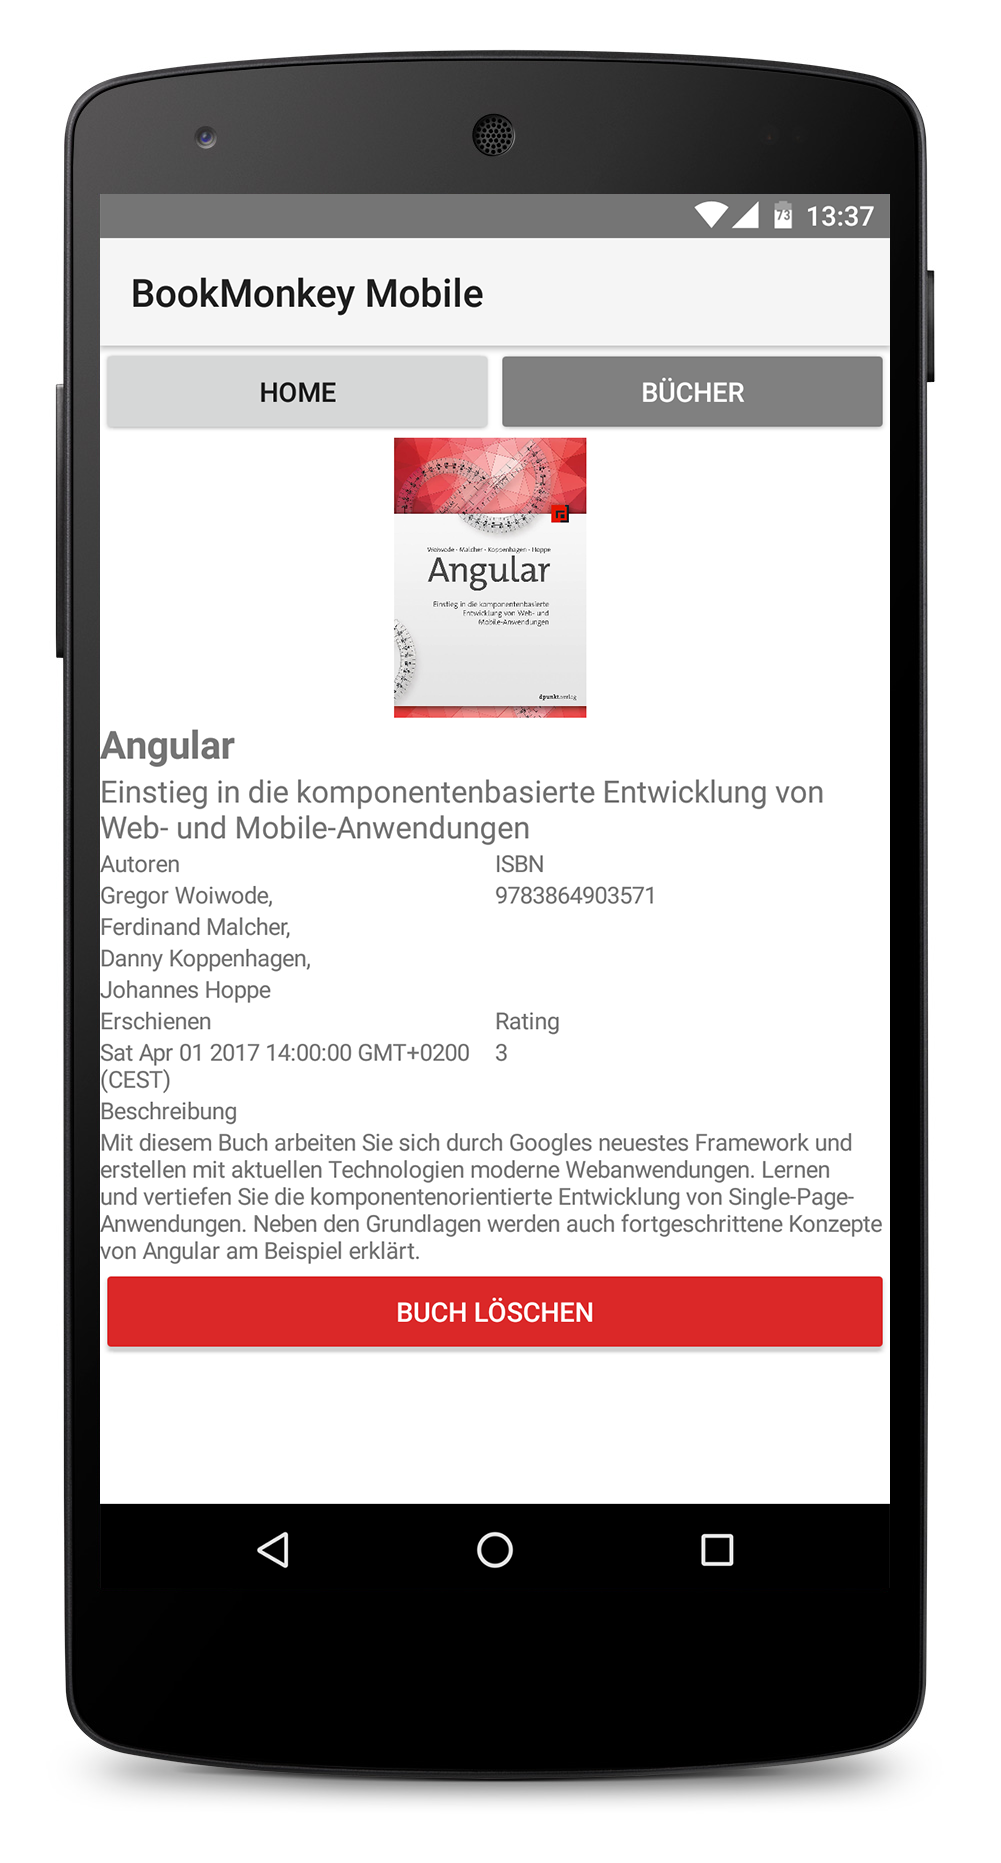 73 13:37
BookMonkey Mobile
HOME BÜCHER
Woiwode · Malcher · Koppenhagen · Hoppe
Angular
Einstieg in die komponentenbasierte
Entwicklung von Web- und
Mobile-Anwendungen
dpunkt.verlag
Angular
Einstieg in die komponentenbasierte Entwicklung von
Web- und Mobile-Anwendungen
Autoren ISBN
Gregor Woiwode, 9783864903571
Ferdinand Malcher,
Danny Koppenhagen,
Johannes Hoppe
Erschienen Rating
Sat Apr 01 2017 14:00:00 GMT+0200 3
(CEST)
Beschreibung
Mit diesem Buch arbeiten Sie sich durch Googles neuestes Framework und
erstellen mit aktuellen Technologien moderne Webanwendungen. Lernen
und vertiefen Sie die komponentenorientierte Entwicklung von Single-Page-
Anwendungen. Neben den Grundlagen werden auch fortgeschrittene Konzepte
von Angular am Beispiel erklärt.
BUCH LÖSCHEN